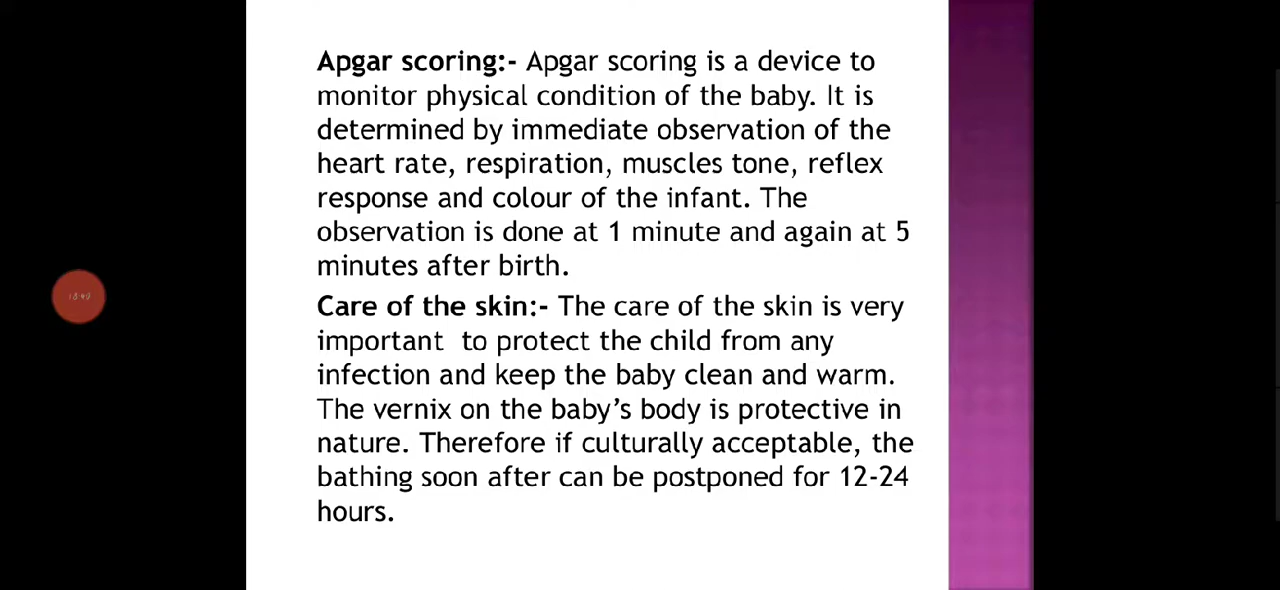 Apgar scoring:- Apgar scoring is a device to
monitor physical condition of the baby. It is
determined by immediate observation of the
heart rate, respiration, muscles tone, reflex
response and colour of the infant. The
observation is done at 1 minute and again at 5
minutes after birth.
Care of the skin:- The care of the skin is very
important  to protect the child from any
infection and keep the baby clean and warm.
The vernix on the baby's body is protective in
nature. Therefore if culturally acceptable, the
bathing soon after can be postponed for 12-24
hours.